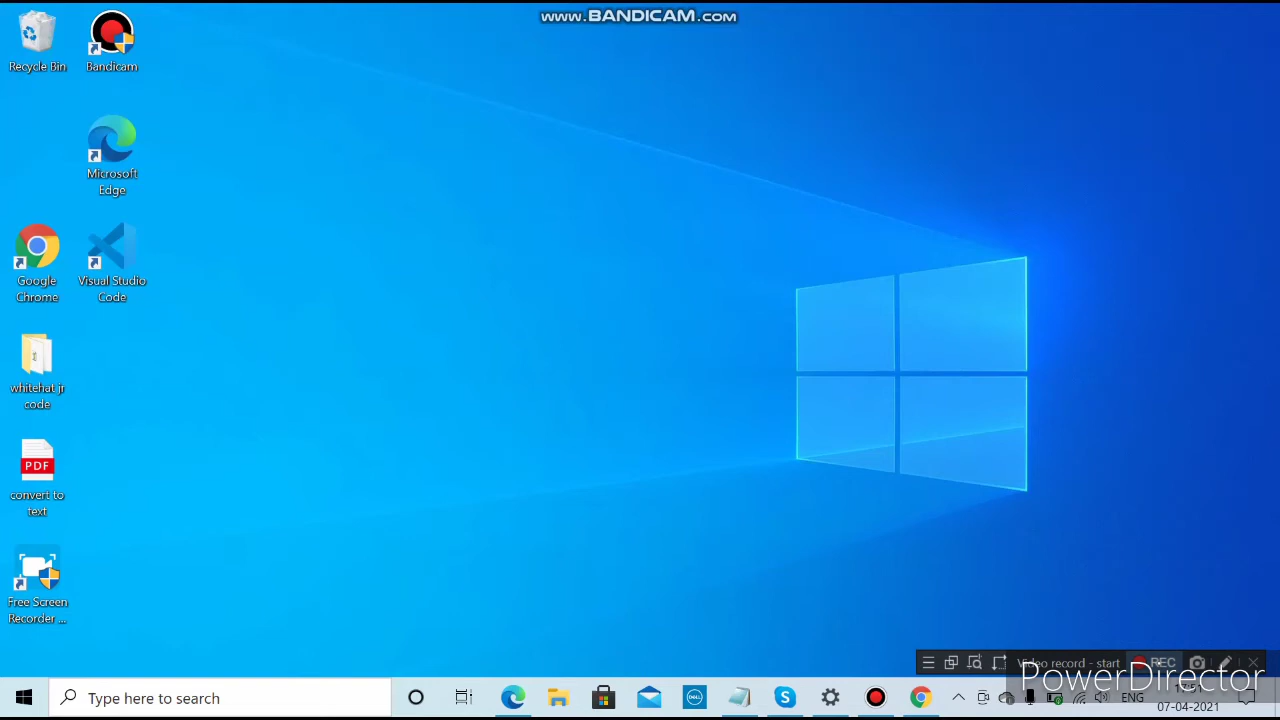 www.BANDICAM.com
Recycle Bin
Bandicam
Microsoft
Edge
Google
Chrome
Visual Studio
Code
whitehat jr
code
PDF
convert to
text
Free Screen
Recorder ...
Video record - start
REC
PowerDirector
Type here to search
DELL
S
ENG
07-04-2021